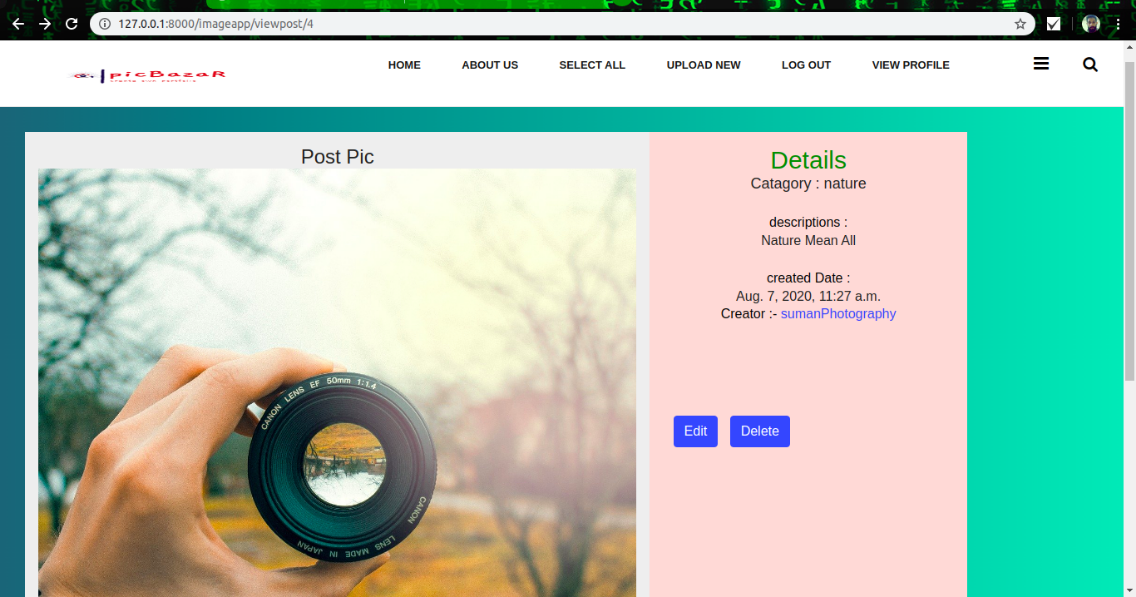 127.0.0.1:8000/imageapp/viewpost/4
picBazaR
HOME ABOUT US SELECT ALL UPLOAD NEW LOG OUT VIEW PROFILE
Post Pic
CANON LENS EF 50mm 1:1.4
CANON
LENS MADE IN JAPAN
Details
Catagory : nature
descriptions :
Nature Mean All
created Date :
Aug. 7, 2020, 11:27 a.m.
Creator :- sumanPhotography
Edit Delete